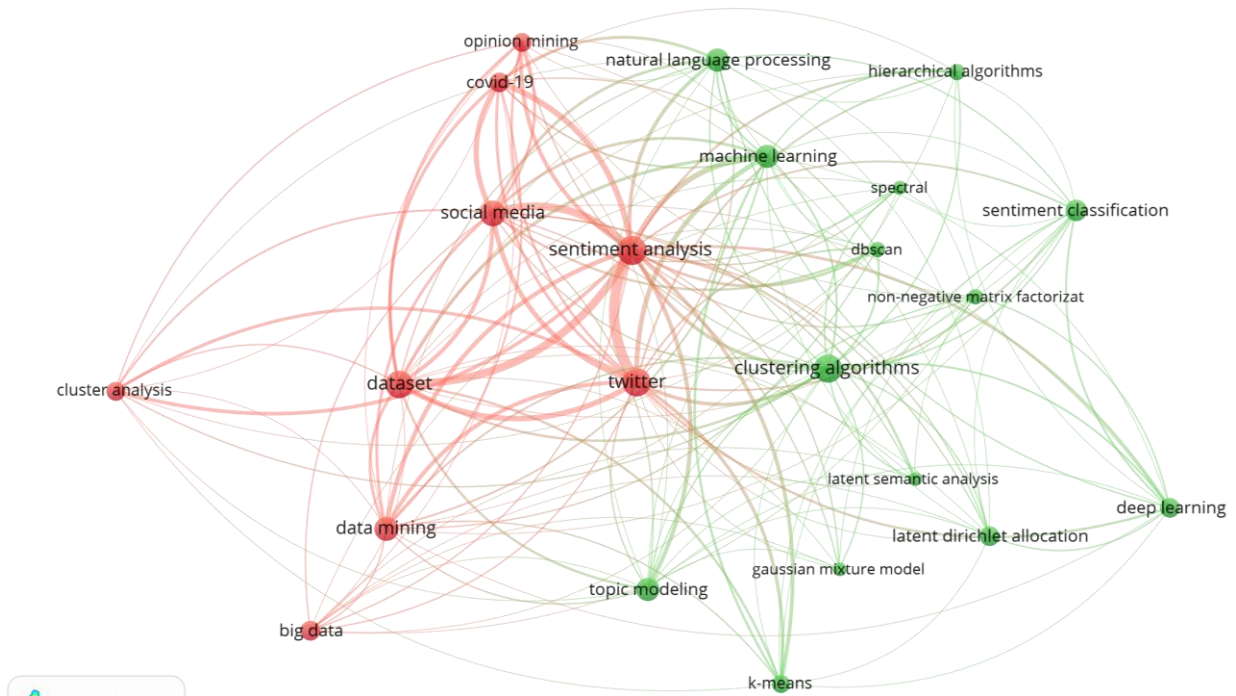 opinion mining
natural language processing
hierarchical algorithms
covid-19
machine learning
spectral
social media
sentiment classification
sentiment analysis
dbscan
non-negative matrix factorizat
clustering algorithms
dataset
twitter
cluster analysis
latent semantic analysis
deep learning
data mining
latent dirichlet allocation
gaussian mixture model
topic modeling
big data
k-means